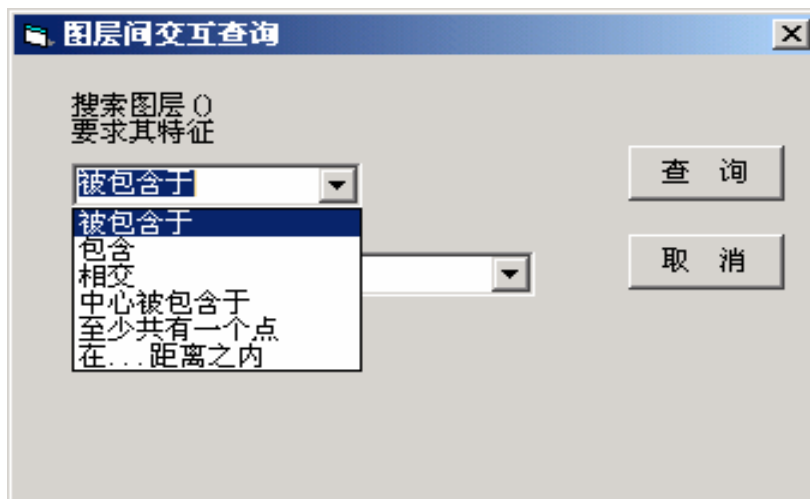 图层间交互查询
搜索图层()
要求其特征
被包含于
查 询
被包含于
包含
相交
中心被包含于
至少共有一个点
在...距离之内
取 消